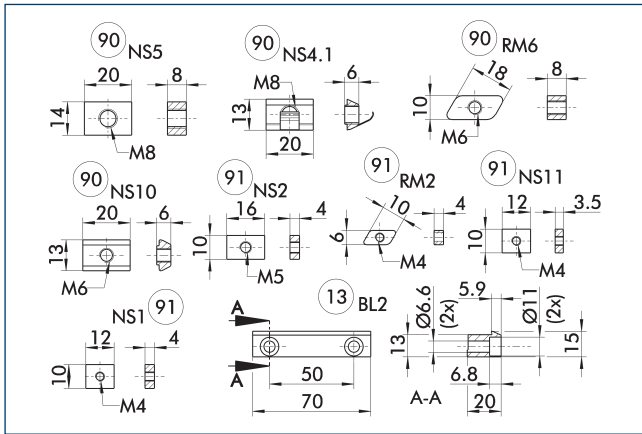 90 NS5
20
8
14
M8
90 NS4.1
M8
6
13
20
90 RM6
18
8
10
M6
90 NS10
20
6
13
M6
91 NS2
16
4
10
M5
91 RM2
10
4
6
M4
91 NS11
12
3.5
10
M4
NS1 91
12
4
10
M4
13 BL2
A
A
50
70
Ø6.6
(2x)
5.9
Ø11
(2x)
13
15
6.8
A-A
20